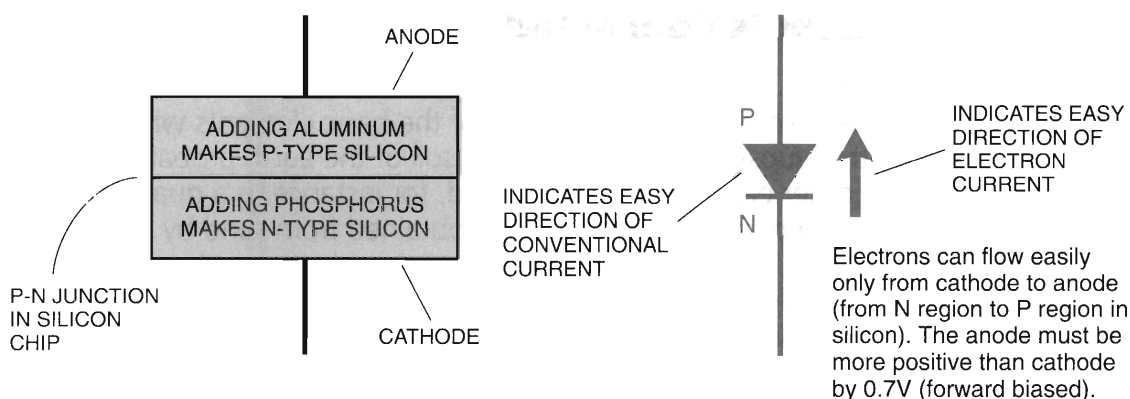 ANODE
ADDING ALUMINUM
MAKES P-TYPE SILICON
ADDING PHOSPHORUS
MAKES N-TYPE SILICON
P-N JUNCTION
IN SILICON
CHIP
CATHODE
P
N
INDICATES EASY
DIRECTION OF
CONVENTIONAL
CURRENT
INDICATES EASY
DIRECTION OF
ELECTRON
CURRENT
Electrons can flow easily
only from cathode to anode
(from N region to P region in
silicon). The anode must be
more positive than cathode
by 0.7V (forward biased).